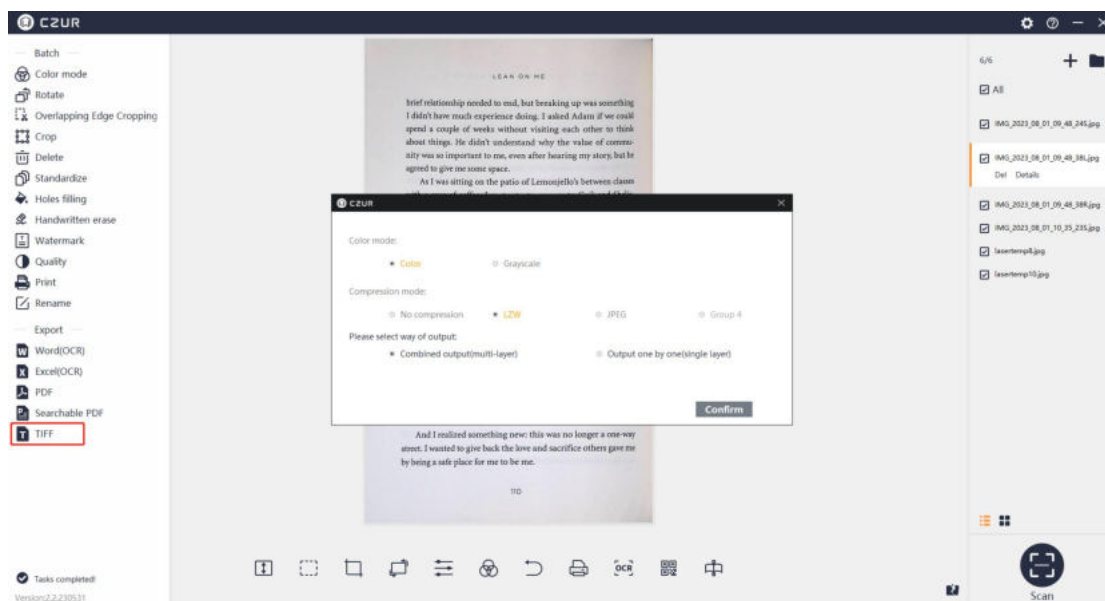 CZUR
Batch
Color mode
Rotate
Overlapping Edge Cropping
Crop
Delete
Standardize
Holes filling
Handwritten erase
Watermark
Quality
Print
Rename
Export
Word(OCR)
Excel(OCR)
PDF
Searchable PDF
TIFF
Tasks completed!
Version:2.2.230531
LEAN ON ME
brief relationship needed to end, but breaking up was something
I didn't have much experience doing. I asked Adam if we could
spend a couple of weeks without visiting each other to think
about things. He didn't understand why the value of commu-
nity was so important to me, even after hearing my story, but he
agreed to give me some space.
As I was sitting on the patio of Lemonjello's between classes
CZUR
Color mode:
Color
Grayscale
Compression mode:
No compression
LZW
JPEG
Group 4
Please select way of output:
Combined output(multi-layer)
Output one by one(single layer)
Confirm
And I realized something new: this was no longer a one-way
street. I wanted to give back the love and sacrifice others gave me
by being a safe place for me to be me.
110
OCR
6/6
All
IMG_2023_08_01_09_48_24S.jpg
IMG_2023_08_01_09_48_38L.jpg
Del Details
IMG_2023_08_01_09_48_38R.jpg
IMG_2023_08_01_10_35_23S.jpg
lasertemp8.jpg
lasertemp10.jpg
Scan